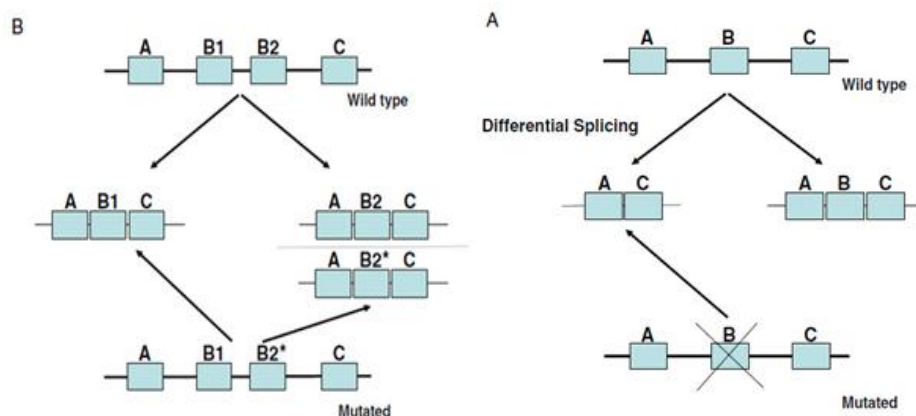 B
A B1 B2 C
Wild type
A B1 C
A B2 C
A B2* C
A B1 B2* C
Mutated
A
A B C
Wild type
Differential Splicing
A C
A B C
A B C
Mutated